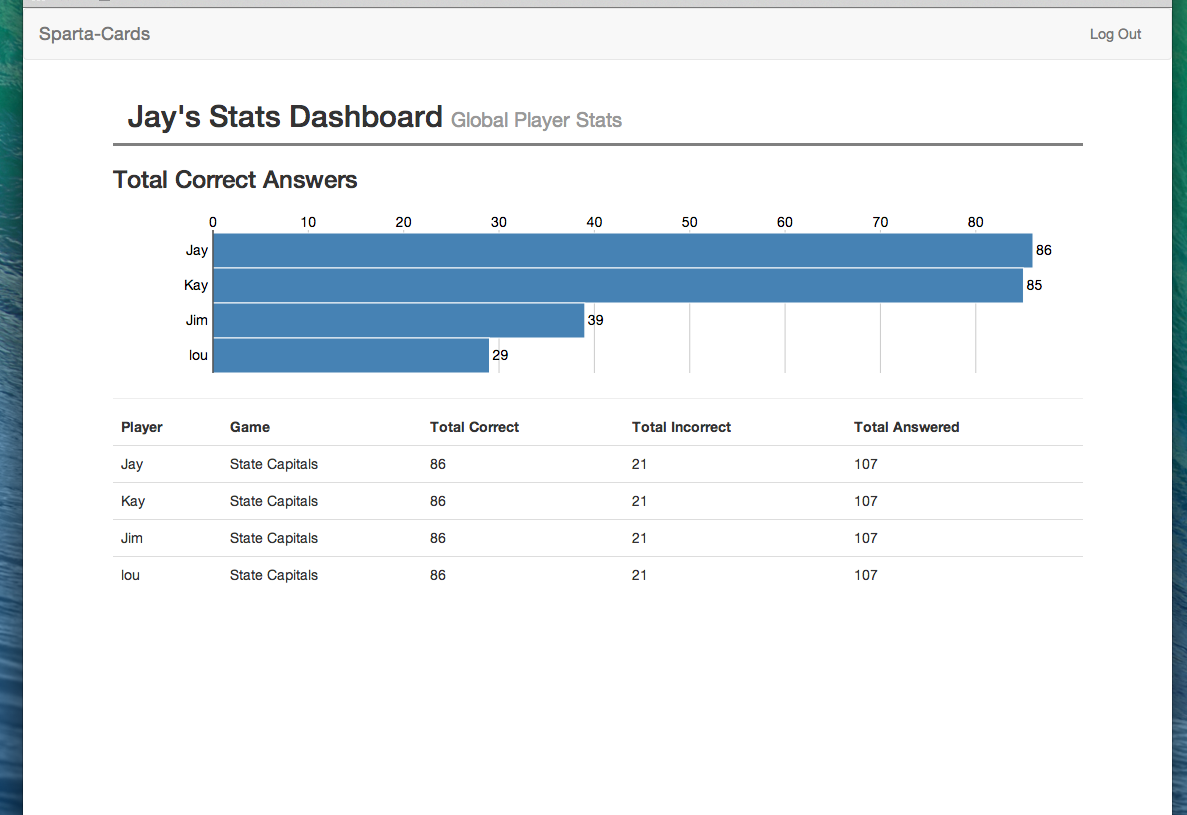 Sparta-Cards Log Out
Jay's Stats Dashboard Global Player Stats
Total Correct Answers
0 10 20 30 40 50 60 70 80
Jay 86
Kay 85
Jim 39
lou 29
Player Game Total Correct Total Incorrect Total Answered
Jay State Capitals 86 21 107
Kay State Capitals 86 21 107
Jim State Capitals 86 21 107
lou State Capitals 86 21 107